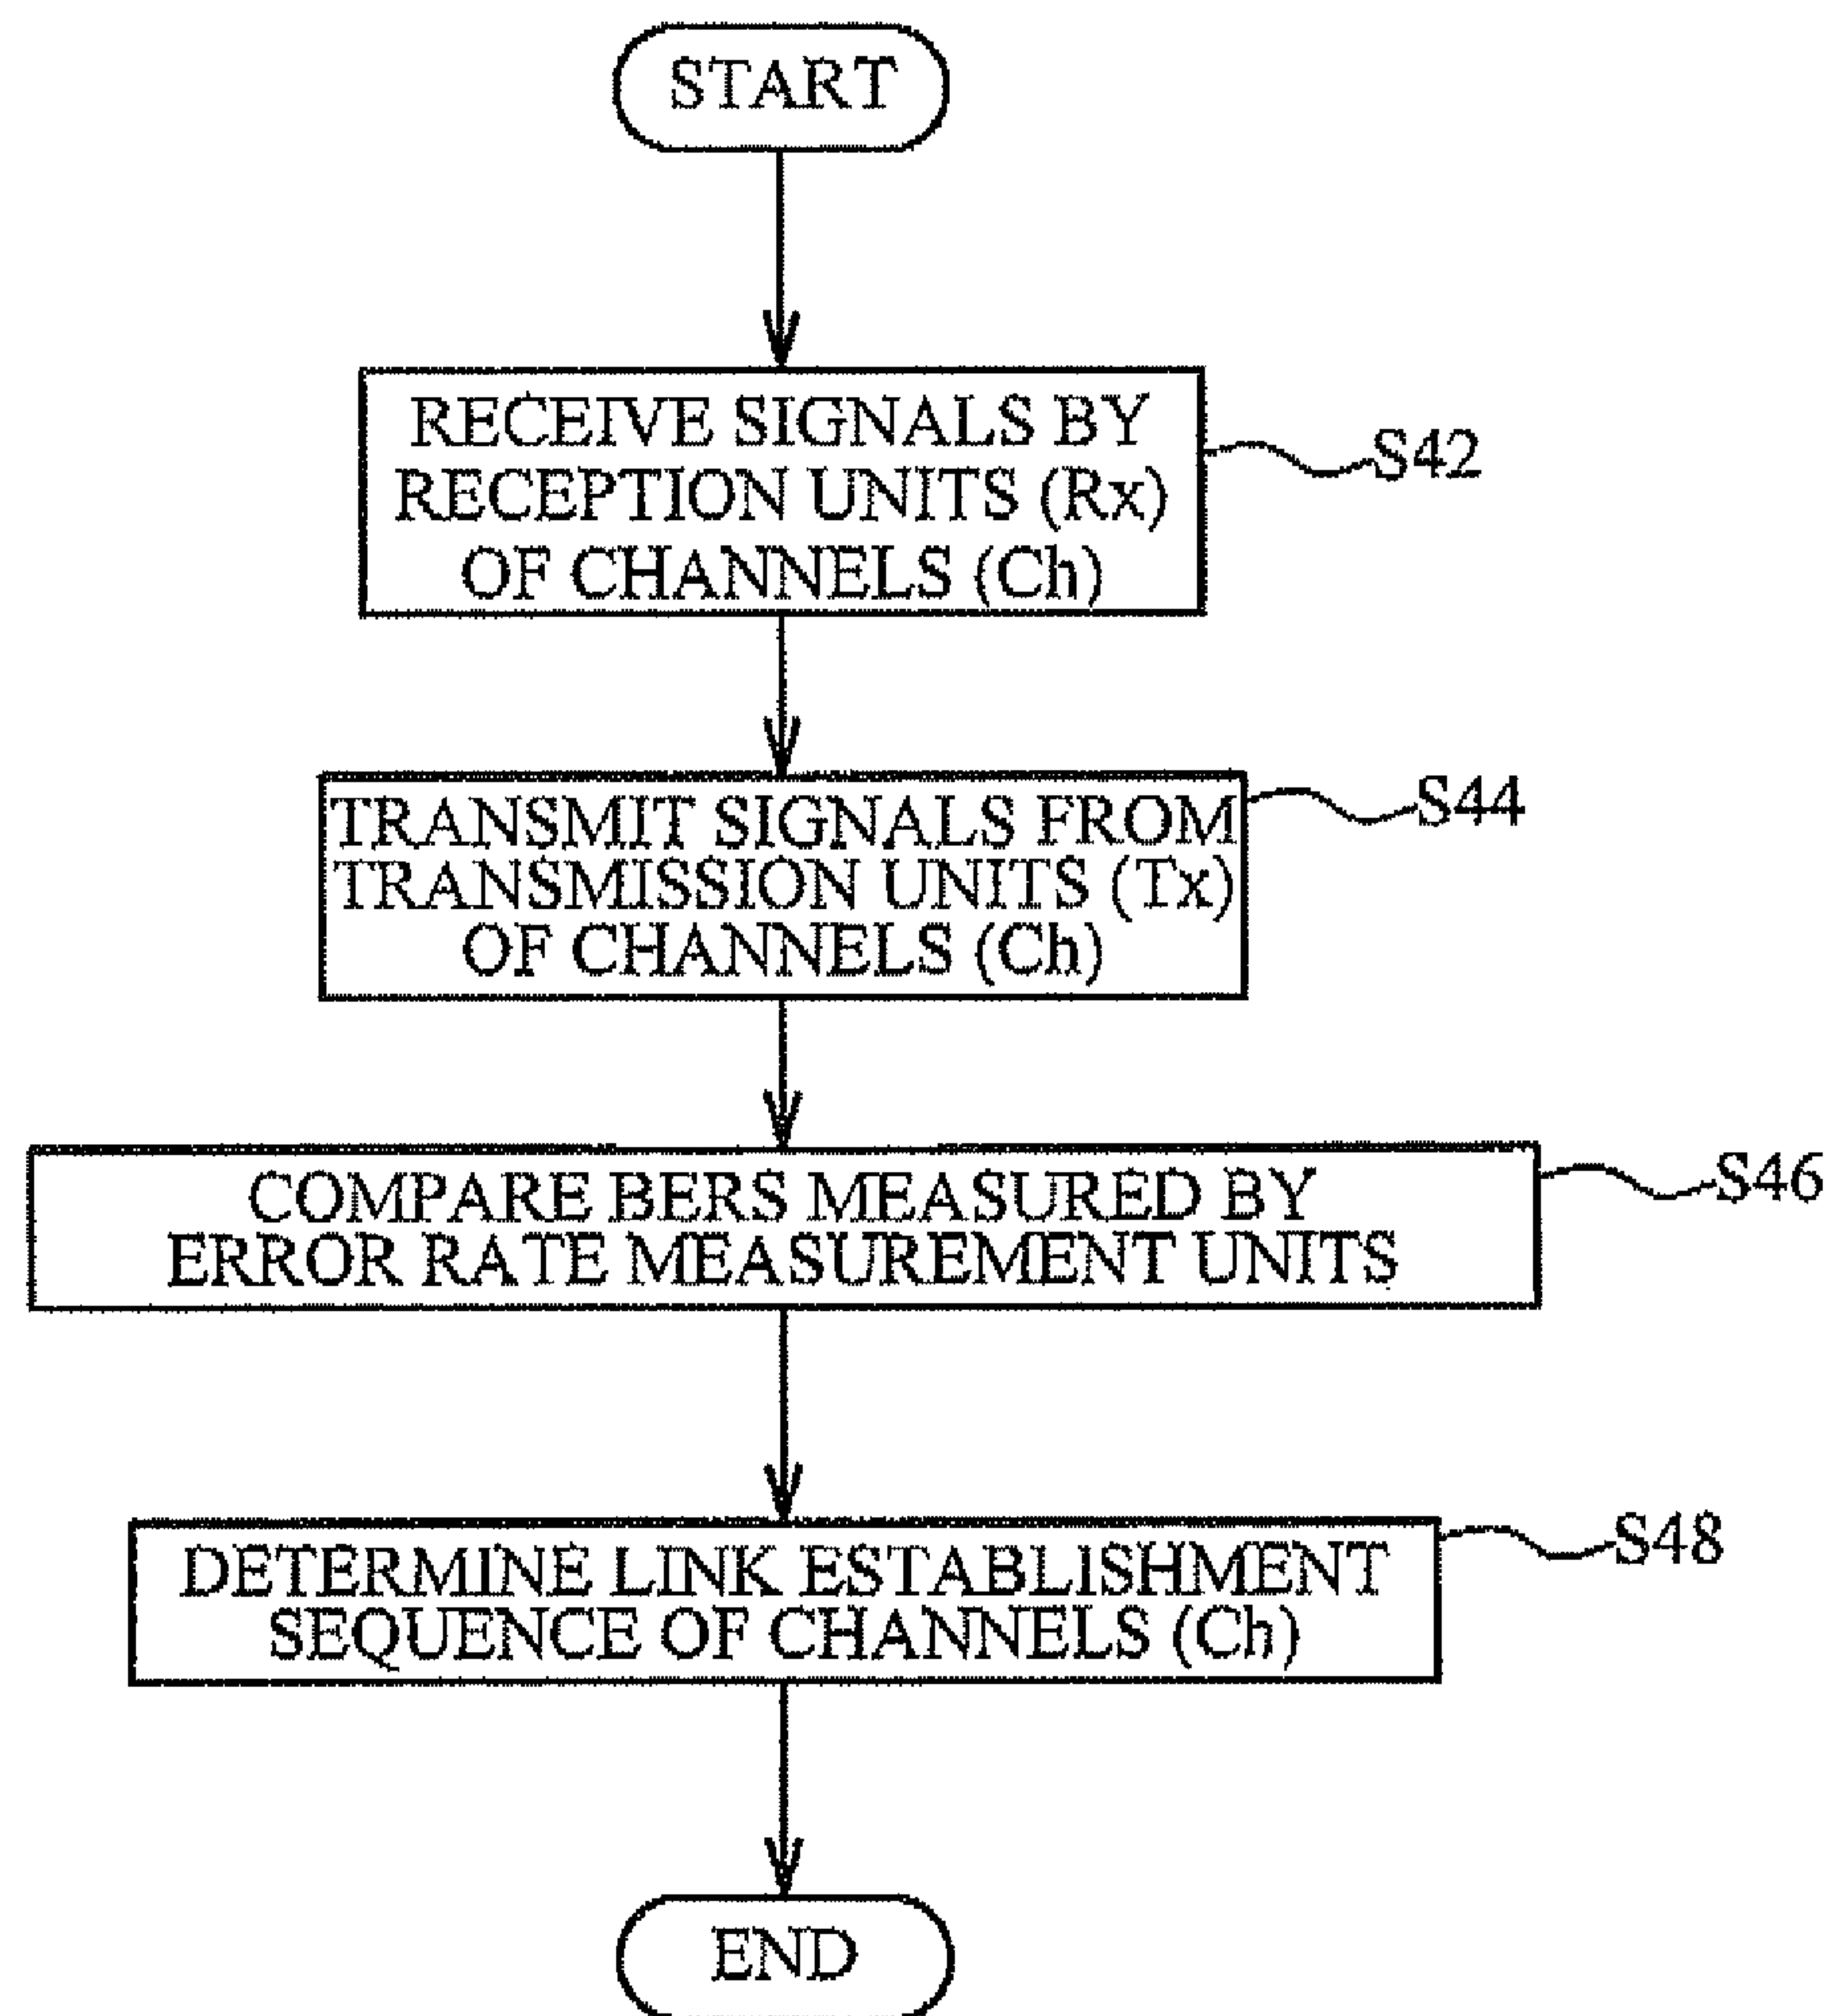 START
RECEIVE SIGNALS BY
RECEPTION UNITS (Rx)
OF CHANNELS (Ch)
S42
TRANSMIT SIGNALS FROM
TRANSMISSION UNITS (Tx)
OF CHANNELS (Ch)
S44
COMPARE BERS MEASURED BY
ERROR RATE MEASUREMENT UNITS
S46
DETERMINE LINK ESTABLISHMENT
SEQUENCE OF CHANNELS (Ch)
S48
END